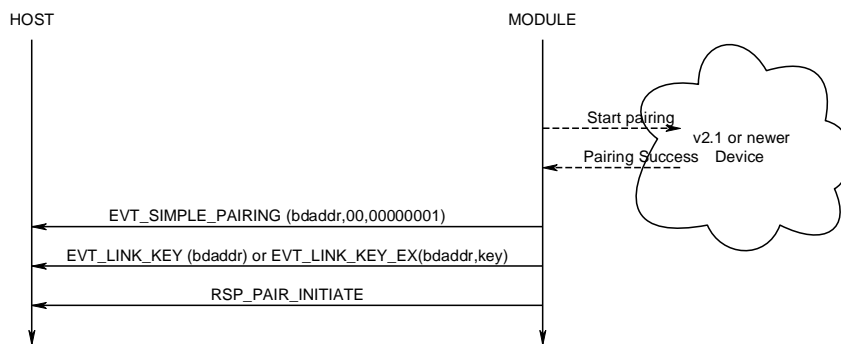 HOST
MODULE
Start pairing
v2.1 or newer
Device
Pairing Success
EVT_SIMPLE_PAIRING (bdaddr,00,00000001)
EVT_LINK_KEY (bdaddr) or EVT_LINK_KEY_EX(bdaddr,key)
RSP_PAIR_INITIATE